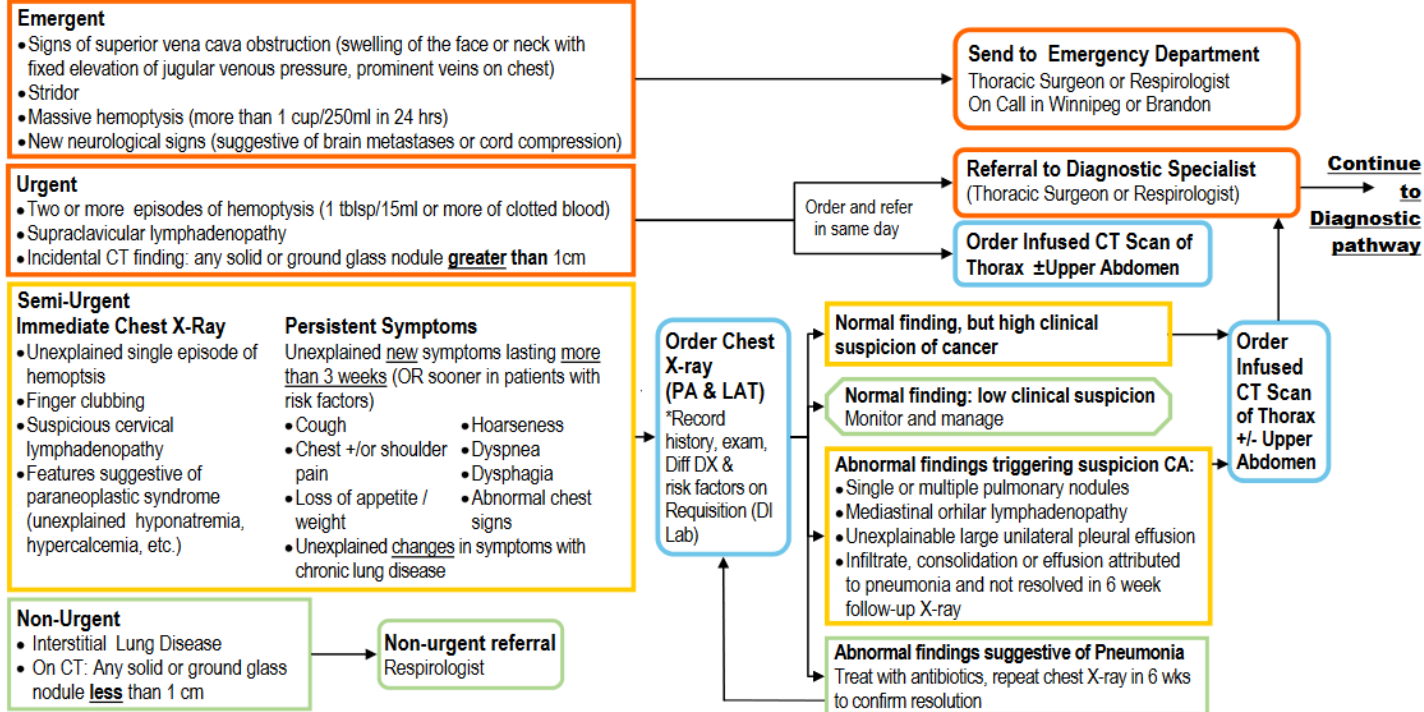 Emergent
•Signs of superior vena cava obstruction (swelling of the face or neck with
fixed elevation of jugular venous pressure, prominent veins on chest)
•Stridor
•Massive hemoptysis (more than 1 cup/250ml in 24 hrs)
•New neurological signs (suggestive of brain metastases or cord compression)
Send to Emergency Department
Thoracic Surgeon or Respirologist
On Call in Winnipeg or Brandon
Urgent
•Two or more episodes of hemoptysis (1 tblsp/15ml or more of clotted blood)
•Supraclavicular lymphadenopathy
•Incidental CT finding: any solid or ground glass nodule greater than 1cm
Order and refer
in same day
Referral to Diagnostic Specialist
(Thoracic Surgeon or Respirologist)
Continue
to
Diagnostic
pathway
Order Infused CT Scan of
Thorax ±Upper Abdomen
Semi-Urgent
Immediate Chest X-Ray
•Unexplained single episode of
hemoptsis
•Finger clubbing
•Suspicious cervical
lymphadenopathy
•Features suggestive of
paraneoplastic syndrome
(unexplained hyponatremia,
hypercalcemia, etc.)
Persistent Symptoms
Unexplained new symptoms lasting more
than 3 weeks (OR sooner in patients with
risk factors)
•Cough
•Chest +/or shoulder
pain
•Loss of appetite /
weight
•Hoarseness
•Dyspnea
•Dysphagia
•Abnormal chest
signs
•Unexplained changes in symptoms with
chronic lung disease
Order Chest
X-ray
(PA & LAT)
*Record
history, exam,
Diff DX &
risk factors on
Requisition (DI
Lab)
Normal finding, but high clinical
suspicion of cancer
Normal finding: low clinical suspicion
Monitor and manage
Abnormal findings triggering suspicion CA:
•Single or multiple pulmonary nodules
•Mediastinal orhilar lymphadenopathy
•Unexplainable large unilateral pleural effusion
•Infiltrate, consolidation or effusion attributed
to pneumonia and not resolved in 6 week
follow-up X-ray
Order
Infused
CT Scan
of Thorax
+/- Upper
Abdomen
Abnormal findings suggestive of Pneumonia
Treat with antibiotics, repeat chest X-ray in 6 wks
to confirm resolution
Non-Urgent
• Interstitial Lung Disease
• On CT: Any solid or ground glass
nodule less than 1 cm
Non-urgent referral
Respirologist